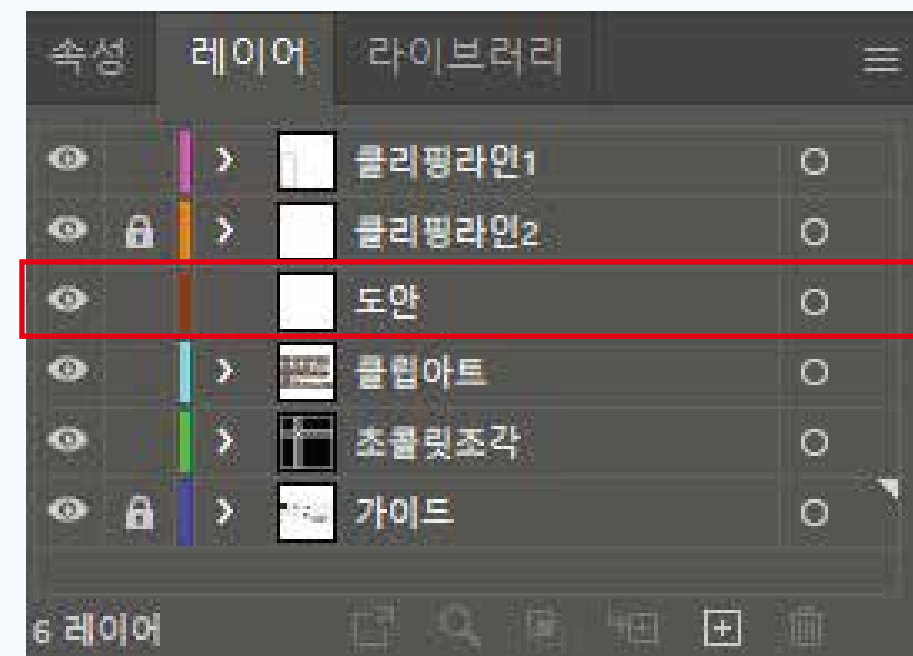 속성 레이어 라이브러리
클리핑라인1
클리핑라인2
도안
클립아트
초콜릿조각
가이드
6 레이어